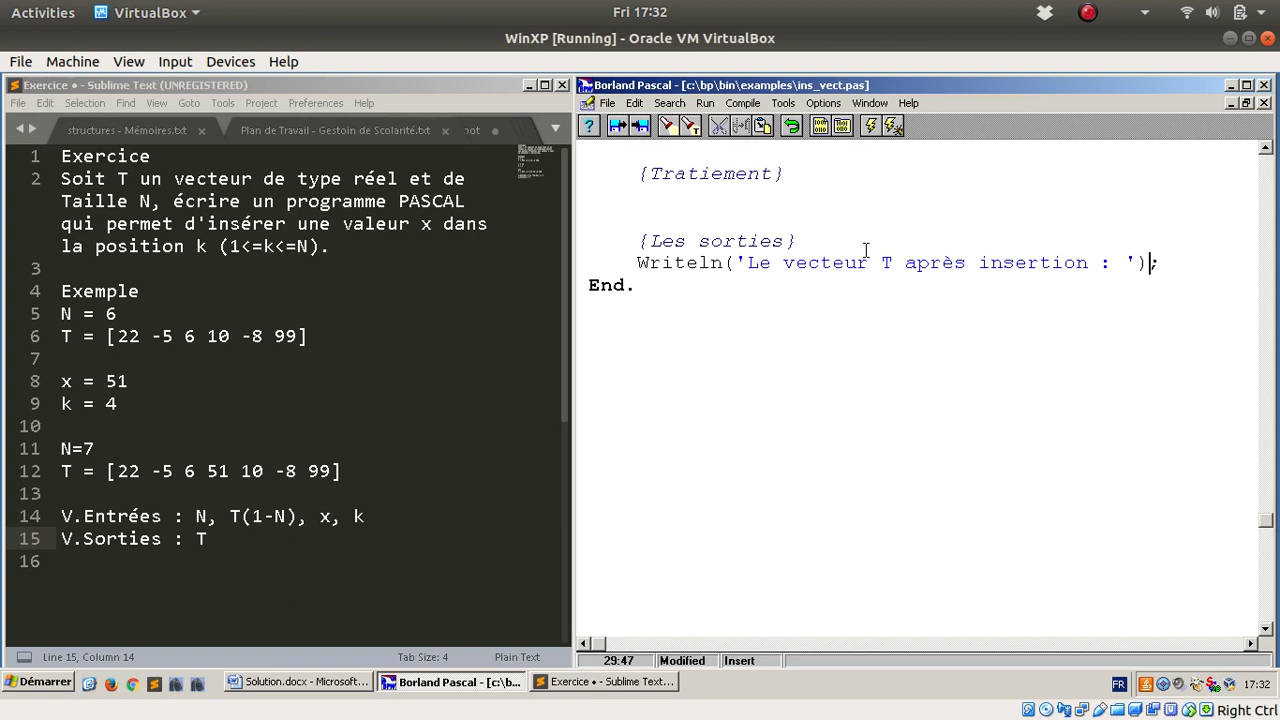 Activities VirtualBox Fri 17:32
WinXP [Running] - Oracle VM VirtualBox
File Machine View Input Devices Help
Exercice • - Sublime Text (UNREGISTERED)
File Edit Selection Find View Goto Tools Project Preferences Help
structures - Mémoires.txt Plan de Travail - Gestoin de Scolarité.txt oot
1 Exercice
2 Soit T un vecteur de type réel et de
Taille N, écrire un programme PASCAL
qui permet d'insérer une valeur x dans
la position k (1<=k<=N).
3
4 Exemple
5 N = 6
6 T = [22 -5 6 10 -8 99]
7
8 x = 51
9 k = 4
10
11 N=7
12 T = [22 -5 6 51 10 -8 99]
13
14 V.Entrées : N, T(1-N), x, k
15 V.Sorties : T
16
Line 15, Column 14 Tab Size: 4 Plain Text
Borland Pascal - [c:\bp\bin\examples\ins_vect.pas]
File Edit Search Run Compile Tools Options Window Help
{Tratiement}
{Les sorties}
Writeln('Le vecteur T après insertion : ');
End.
29:47 Modified Insert
Démarrer Solution.docx - Microsoft... Borland Pascal - [c:\b... Exercice • - Sublime Text... FR 17:32
Right Ctrl